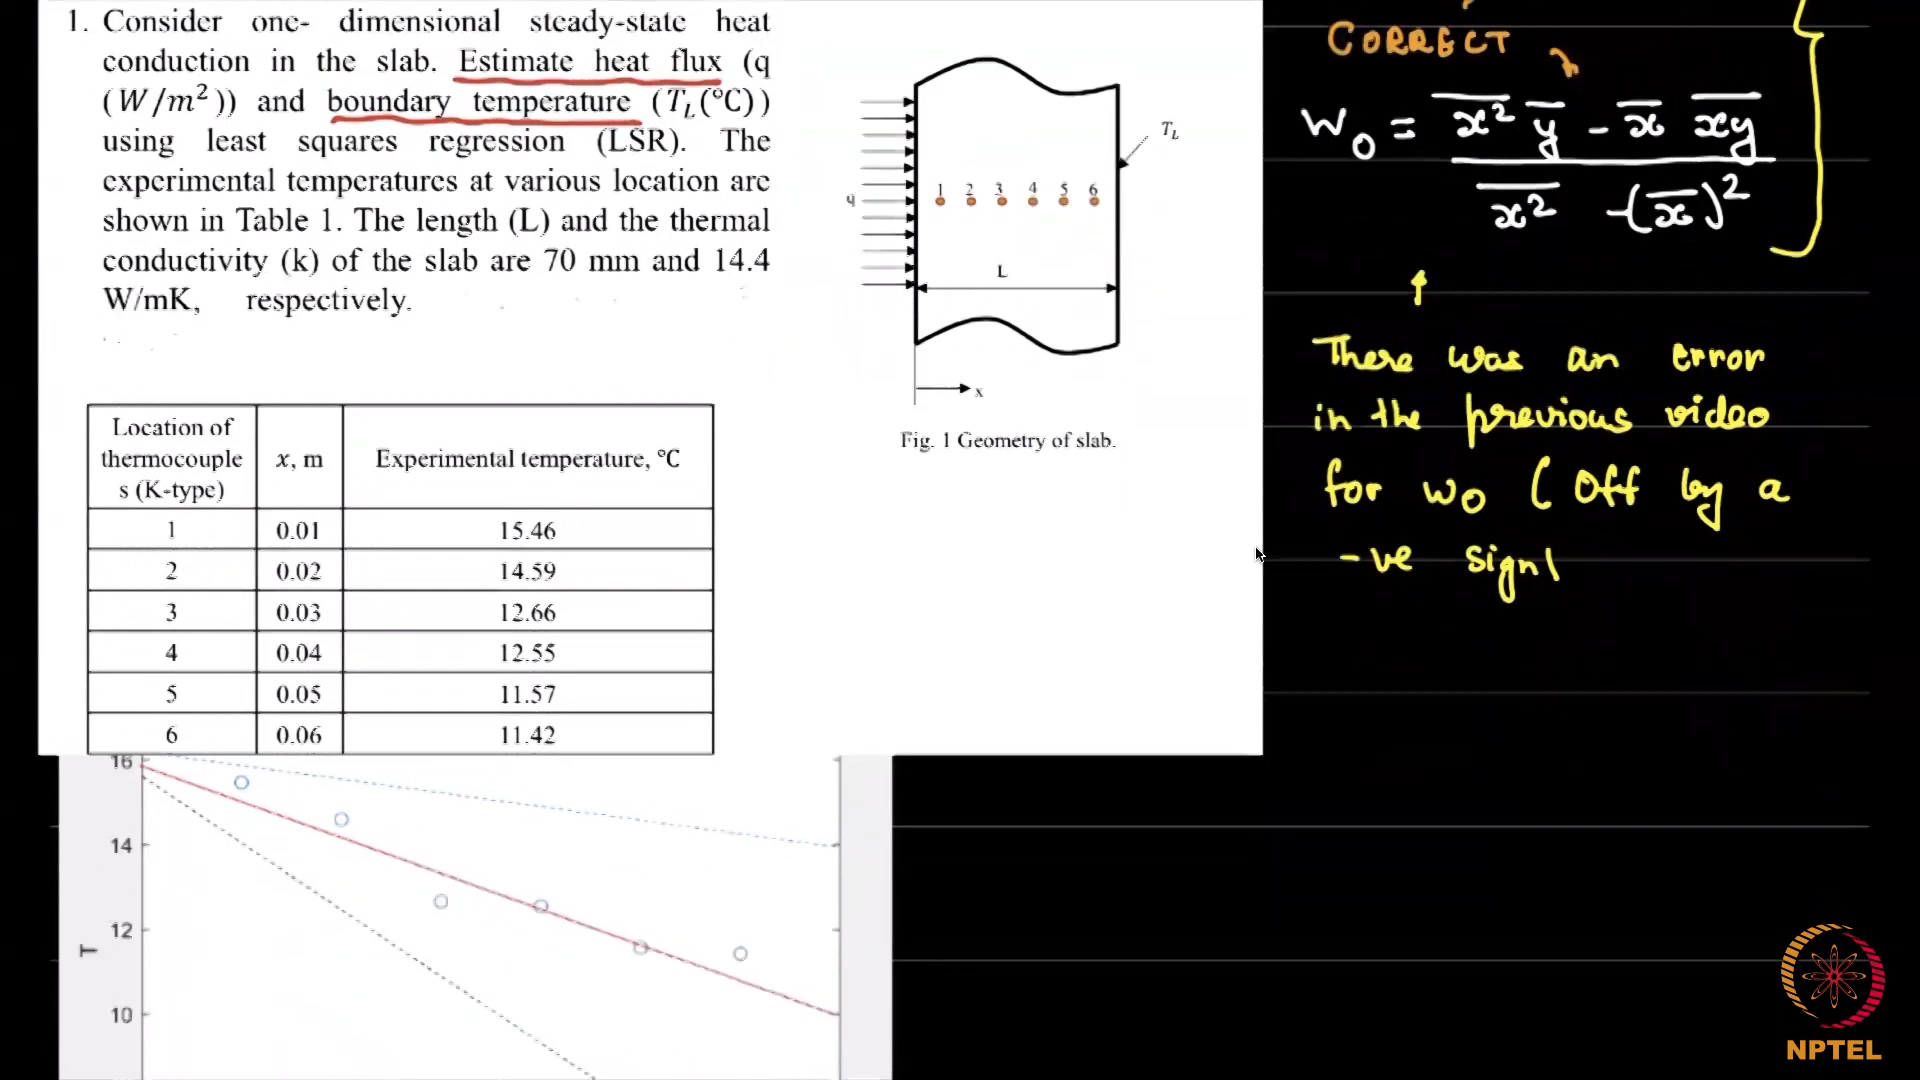 1. Consider one- dimensional steady-state heat
conduction in the slab. Estimate heat flux (q
(W/m²)) and boundary temperature (T_L(°C))
using least squares regression (LSR). The
experimental temperatures at various location are
shown in Table 1. The length (L) and the thermal
conductivity (k) of the slab are 70 mm and 14.4
W/mK, respectively.
T_L
1 2 3 4 5 6
q
L
x
Fig. 1 Geometry of slab.
Location of
thermocouple
s (K-type)
x, m
Experimental temperature, °C
1 0.01 15.46
2 0.02 14.59
3 0.03 12.66
4 0.04 12.55
5 0.05 11.57
6 0.06 11.42
16
14
12
10
T
CORRECT
w₀ = (x̅²̅ y̅ - x̅ x̅y̅) / (x̅²̅ - (x̅)²)
There was an error
in the previous video
for w₀ (Off by a
-ve sign
NPTEL